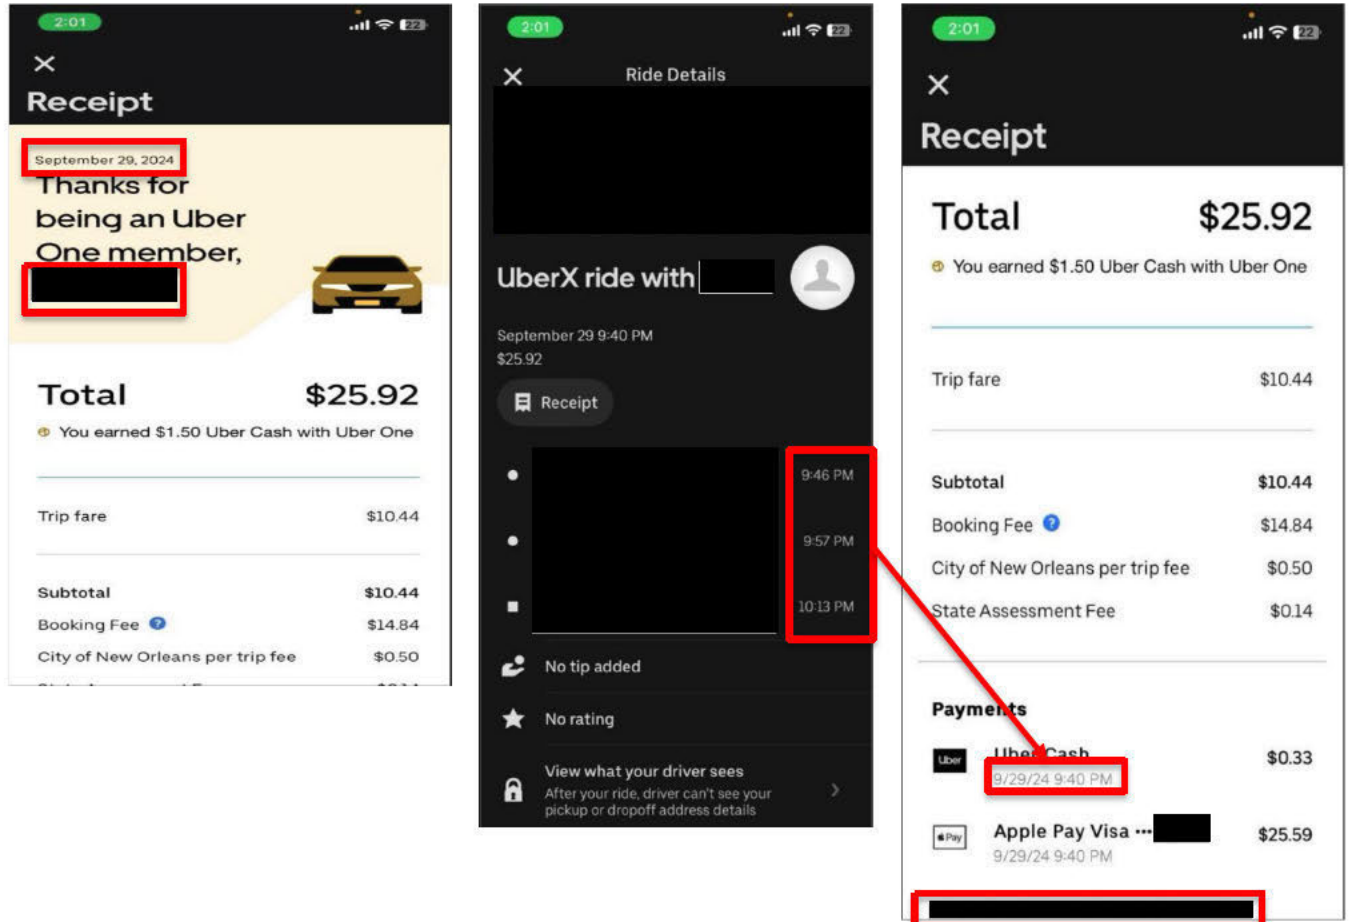 2:01
22
Receipt
September 29, 2024
Thanks for
being an Uber
One member,
Total $25.92
You earned $1.50 Uber Cash with Uber One
Trip fare $10.44
Subtotal $10.44
Booking Fee ? $14.84
City of New Orleans per trip fee $0.50
2:01
22
Ride Details
UberX ride with
September 29 9:40 PM
$25.92
Receipt
9:46 PM
9:57 PM
10:13 PM
No tip added
No rating
View what your driver sees
After your ride, driver can't see your
pickup or dropoff address details
2:01
22
Receipt
Total $25.92
You earned $1.50 Uber Cash with Uber One
Trip fare $10.44
Subtotal $10.44
Booking Fee ? $14.84
City of New Orleans per trip fee $0.50
State Assessment Fee $0.14
Payments
Uber Uber Cash $0.33
9/29/24 9:40 PM
Pay Apple Pay Visa ••• $25.59
9/29/24 9:40 PM